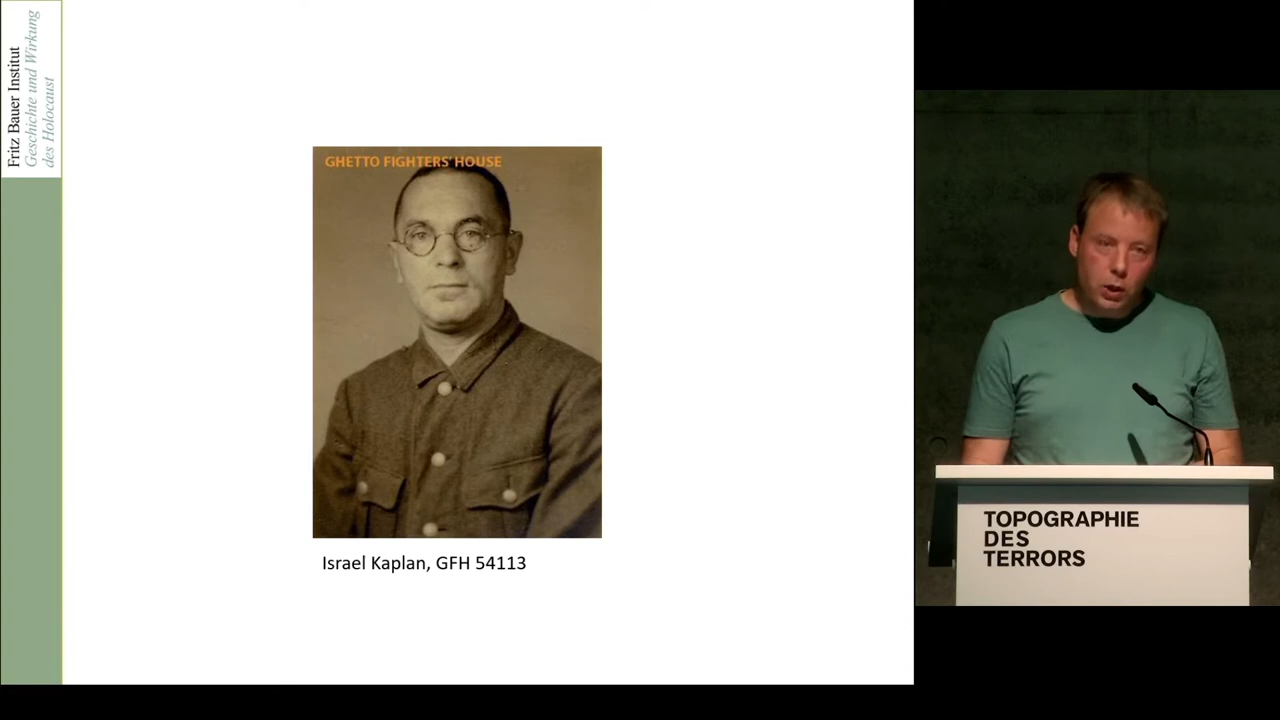 Fritz Bauer Institut
Geschichte und Wirkung
des Holocaust
GHETTO FIGHTERS' HOUSE
Israel Kaplan, GFH 54113
TOPOGRAPHIE
DES
TERRORS